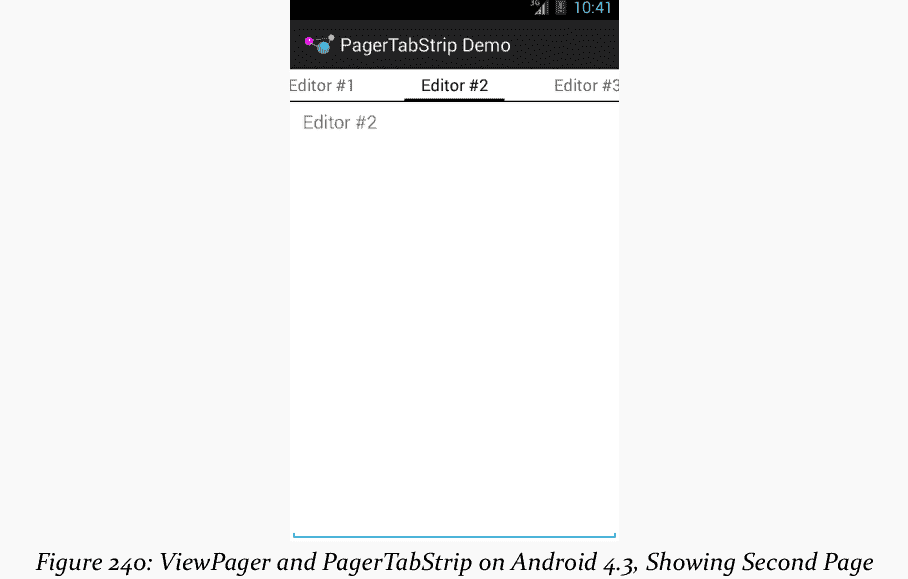 3G 10:41
PagerTabStrip Demo
Editor #1 Editor #2 Editor #3
Editor #2
Figure 240: ViewPager and PagerTabStrip on Android 4.3, Showing Second Page